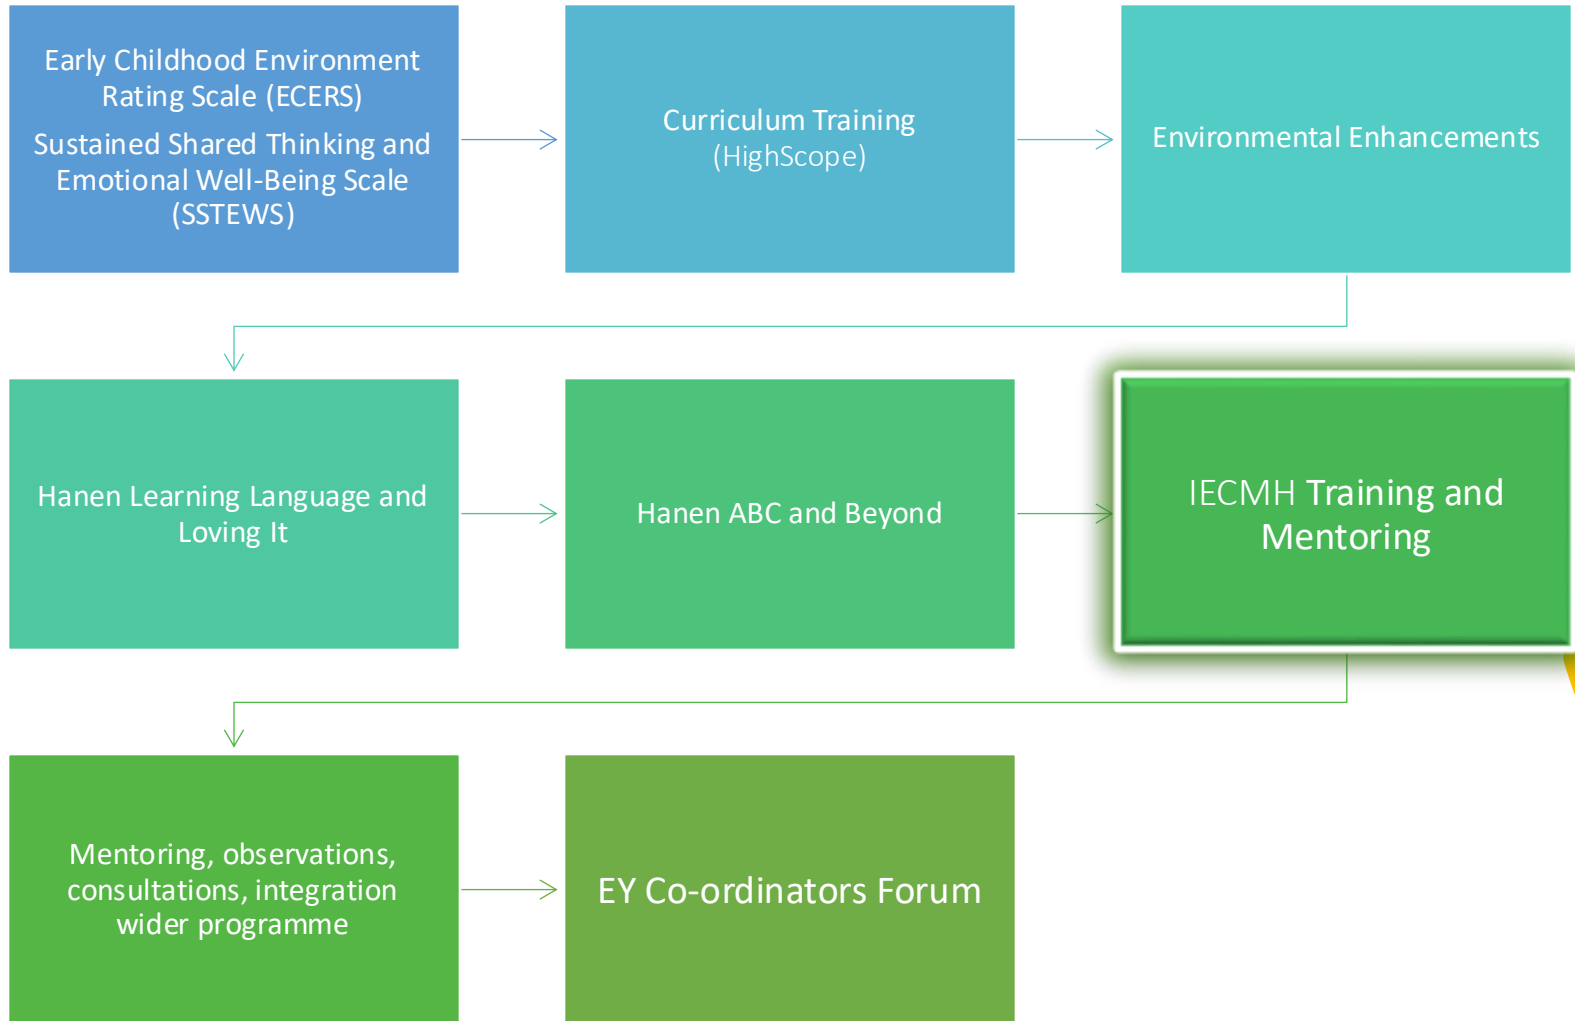 Early Childhood Environment
Rating Scale (ECERS)
Sustained Shared Thinking and
Emotional Well-Being Scale
(SSTEWS)
Curriculum Training
(HighScope)
Environmental Enhancements
Hanen Learning Language and
Loving It
Hanen ABC and Beyond
IECMH Training and
Mentoring
Mentoring, observations,
consultations, integration
wider programme
EY Co-ordinators Forum